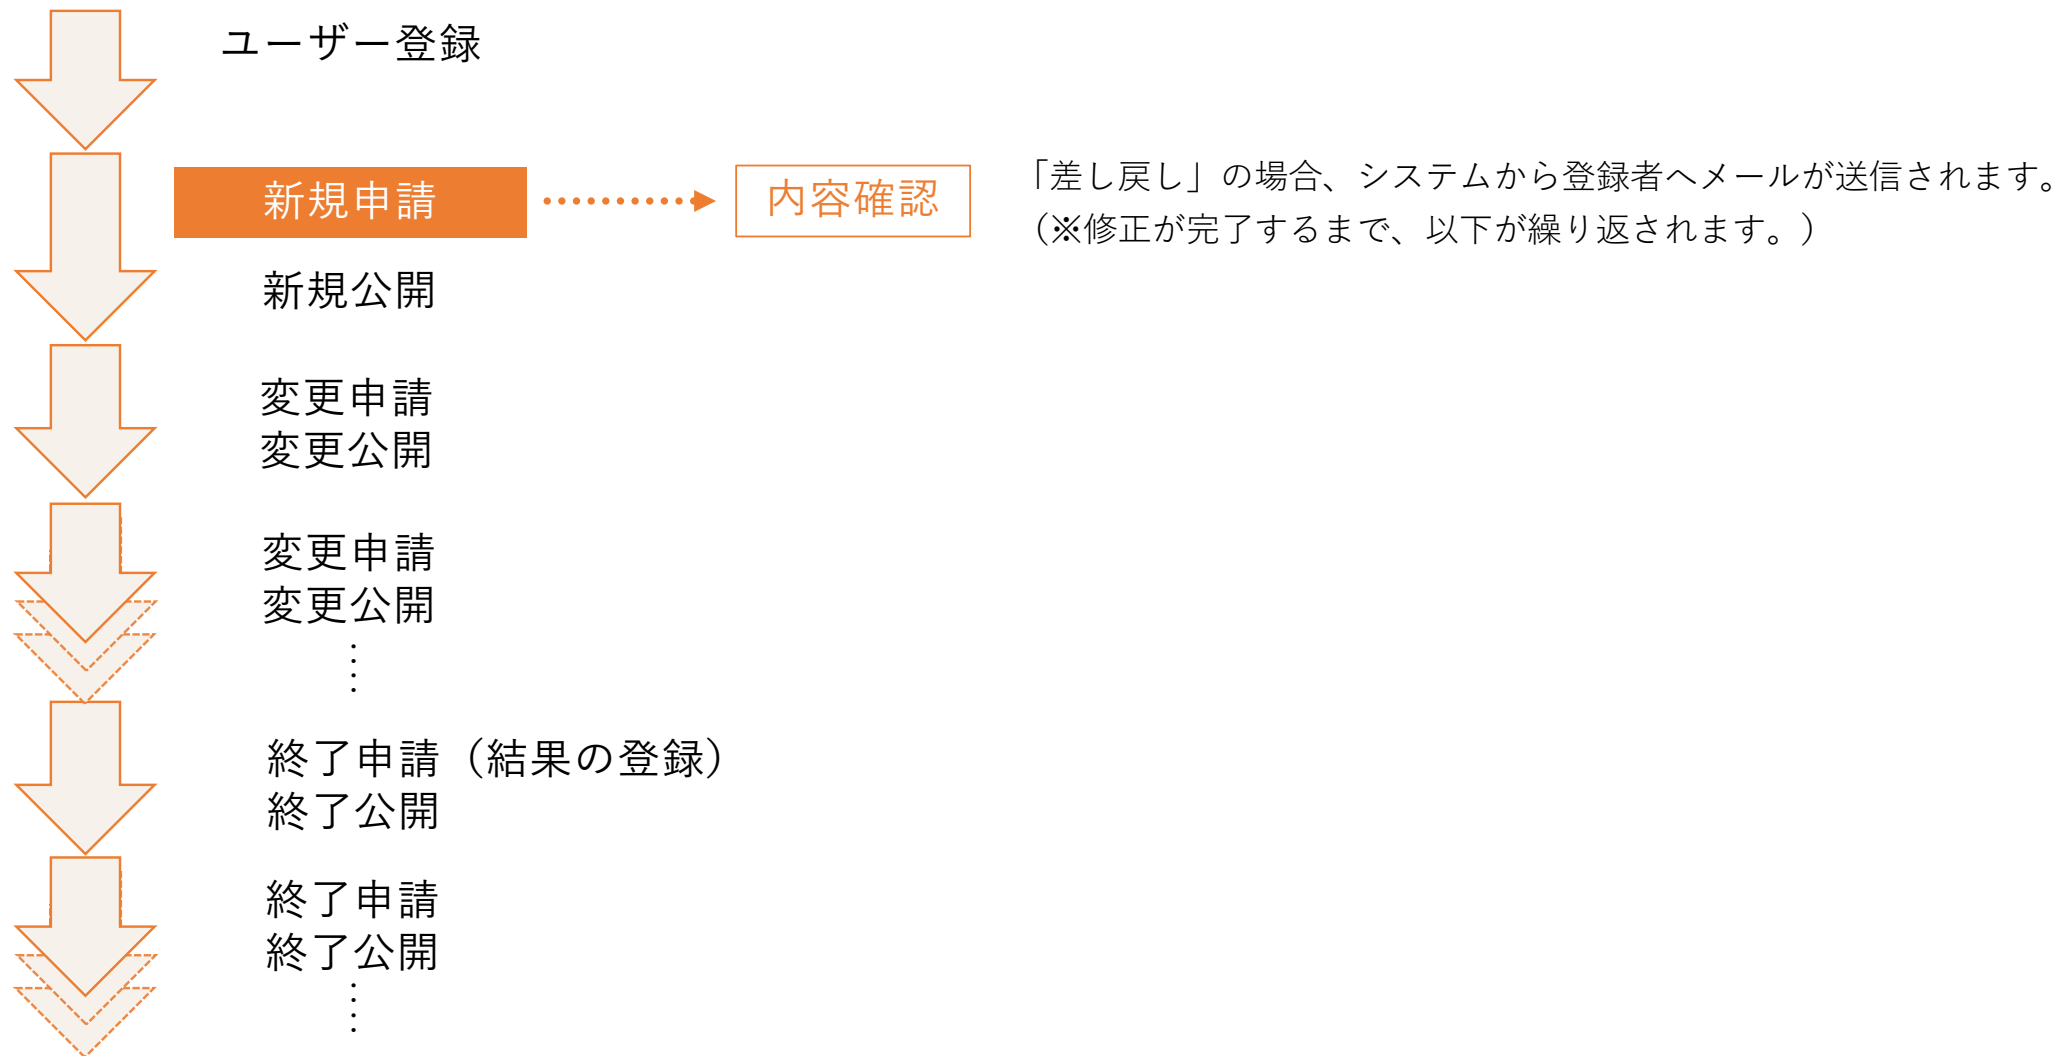 ユーザー登録
新規申請
内容確認
「差し戻し」の場合、システムから登録者へメールが送信されます。
（※修正が完了するまで、以下が繰り返されます。）
新規公開
変更申請
変更公開
変更申請
変更公開
……
終了申請（結果の登録）
終了公開
終了申請
終了公開
……